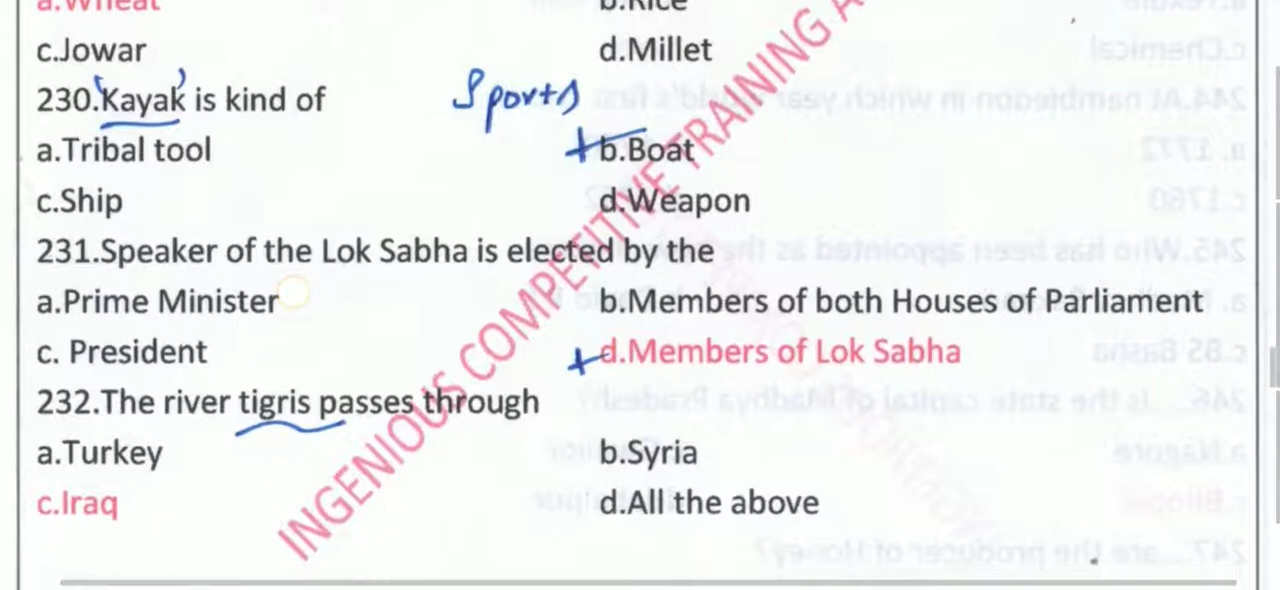 a.Wheat b.Rice
c.Jowar d.Millet
230.Kayak is kind of Sports
a.Tribal tool b.Boat
c.Ship d.Weapon
231.Speaker of the Lok Sabha is elected by the
a.Prime Minister b.Members of both Houses of Parliament
c. President d.Members of Lok Sabha
232.The river tigris passes through
a.Turkey b.Syria
c.Iraq d.All the above
INGENIOUS COMPETITIVE TRAINING A